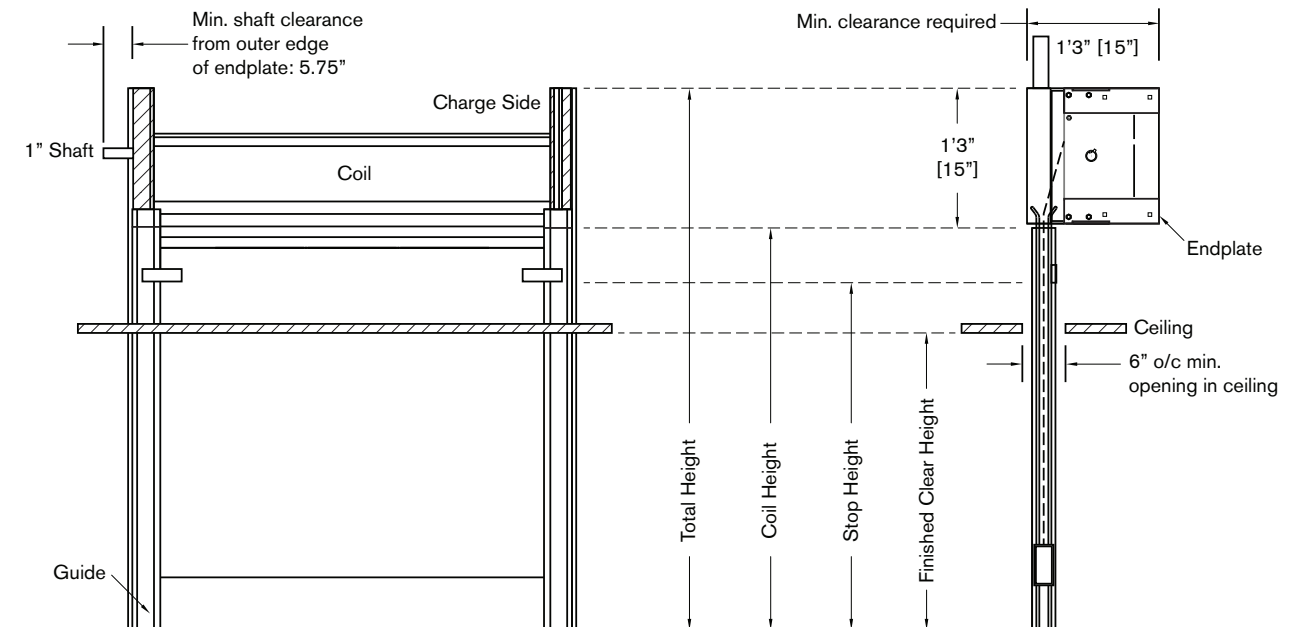 Min. shaft clearance
from outer edge
of endplate: 5.75”
Charge Side
1” Shaft
Coil
Guide
Total Height
Coil Height
Stop Height
Finished Clear Height
Min. clearance required
1’3” [15”]
1’3”
[15”]
Endplate
Ceiling
6” o/c min.
opening in ceiling